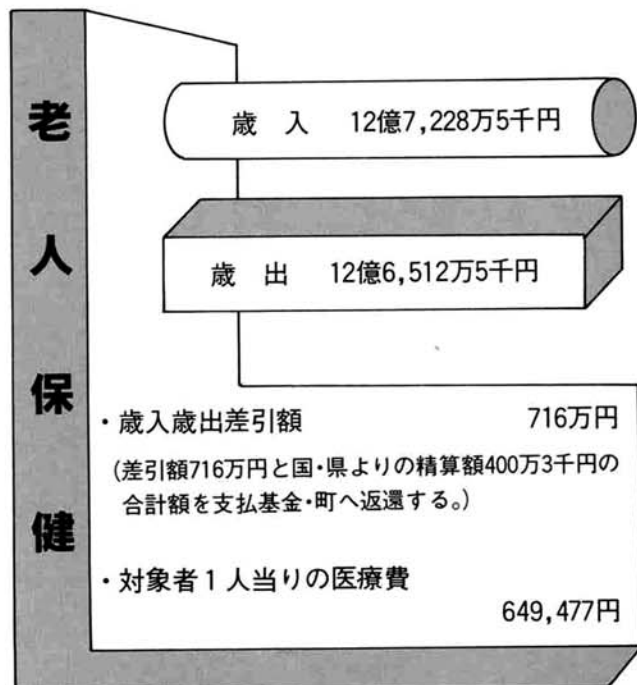 老人保健
歳 入 12億7,228万5千円
歳 出 12億6,512万5千円
・歳入歳出差引額 716万円
(差引額716万円と国・県よりの精算額400万3千円の
合計額を支払基金・町へ返還する。)
・対象者1人当りの医療費
649,477円